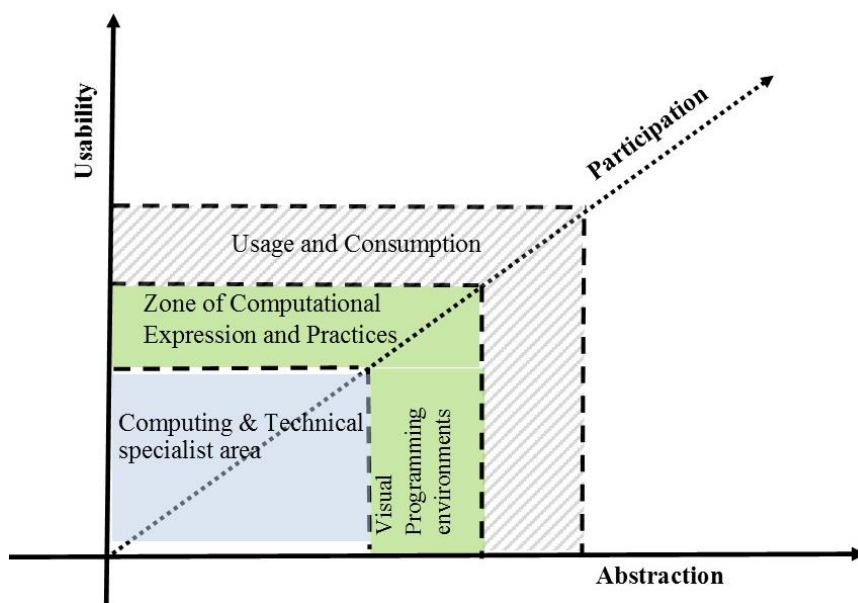 Usability
Participation
Usage and Consumption
Zone of Computational
Expression and Practices
Computing & Technical
specialist area
Visual
Programming
environments
Abstraction